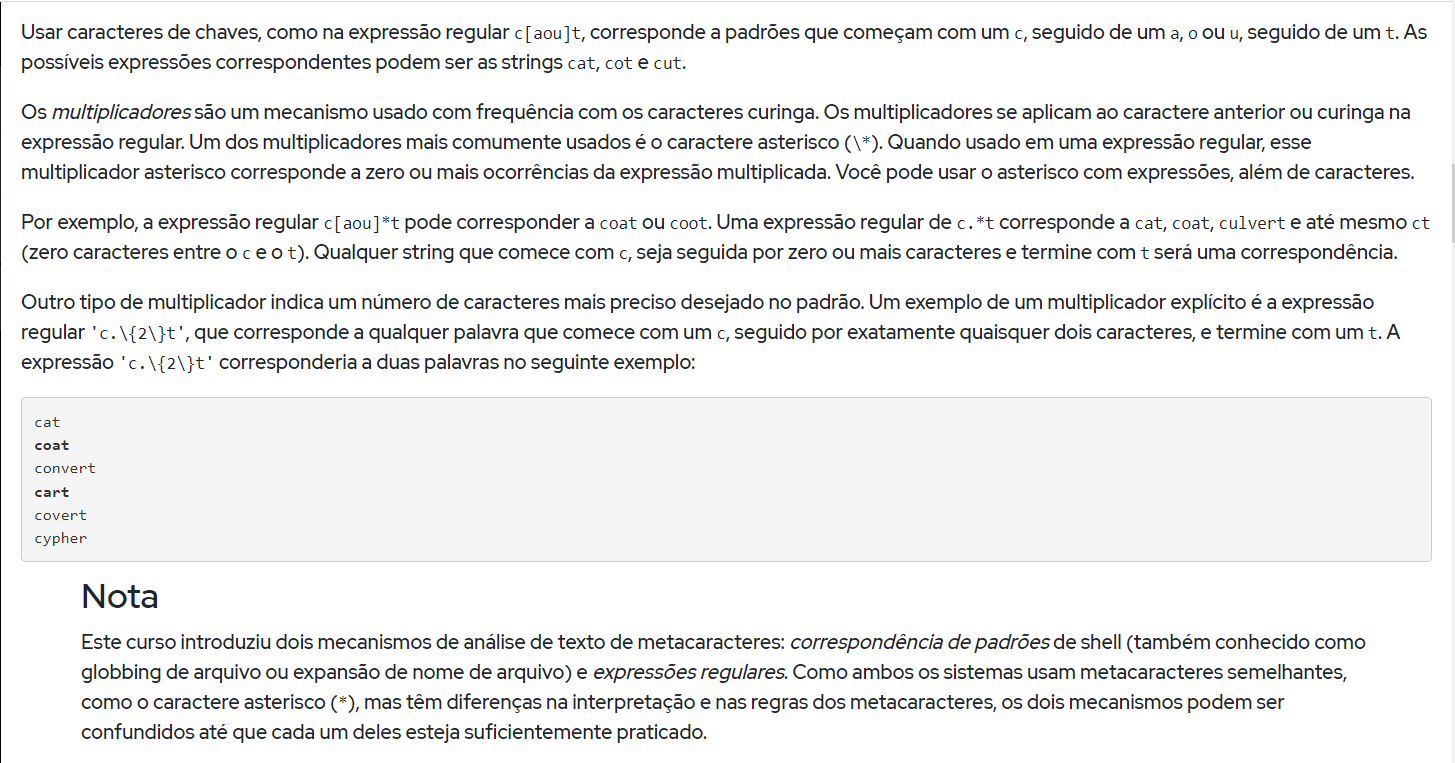 Usar caracteres de chaves, como na expressão regular c[aou]t, corresponde a padrões que começam com um c, seguido de um a, o ou u, seguido de um t. As
possíveis expressões correspondentes podem ser as strings cat, cot e cut.
Os multiplicadores são um mecanismo usado com frequência com os caracteres curinga. Os multiplicadores se aplicam ao caractere anterior ou curinga na
expressão regular. Um dos multiplicadores mais comumente usados é o caractere asterisco (\*). Quando usado em uma expressão regular, esse
multiplicador asterisco corresponde a zero ou mais ocorrências da expressão multiplicada. Você pode usar o asterisco com expressões, além de caracteres.
Por exemplo, a expressão regular c[aou]*t pode corresponder a coat ou coot. Uma expressão regular de c.*t corresponde a cat, coat, culvert e até mesmo ct
(zero caracteres entre o c e o t). Qualquer string que comece com c, seja seguida por zero ou mais caracteres e termine com t será uma correspondência.
Outro tipo de multiplicador indica um número de caracteres mais preciso desejado no padrão. Um exemplo de um multiplicador explícito é a expressão
regular 'c.\{2\}t', que corresponde a qualquer palavra que comece com um c, seguido por exatamente quaisquer dois caracteres, e termine com um t. A
expressão 'c.\{2\}t' corresponderia a duas palavras no seguinte exemplo:
cat
coat
convert
cart
covert
cypher
Nota
Este curso introduziu dois mecanismos de análise de texto de metacaracteres: correspondência de padrões de shell (também conhecido como
globbing de arquivo ou expansão de nome de arquivo) e expressões regulares. Como ambos os sistemas usam metacaracteres semelhantes,
como o caractere asterisco (*), mas têm diferenças na interpretação e nas regras dos metacaracteres, os dois mecanismos podem ser
confundidos até que cada um deles esteja suficientemente praticado.